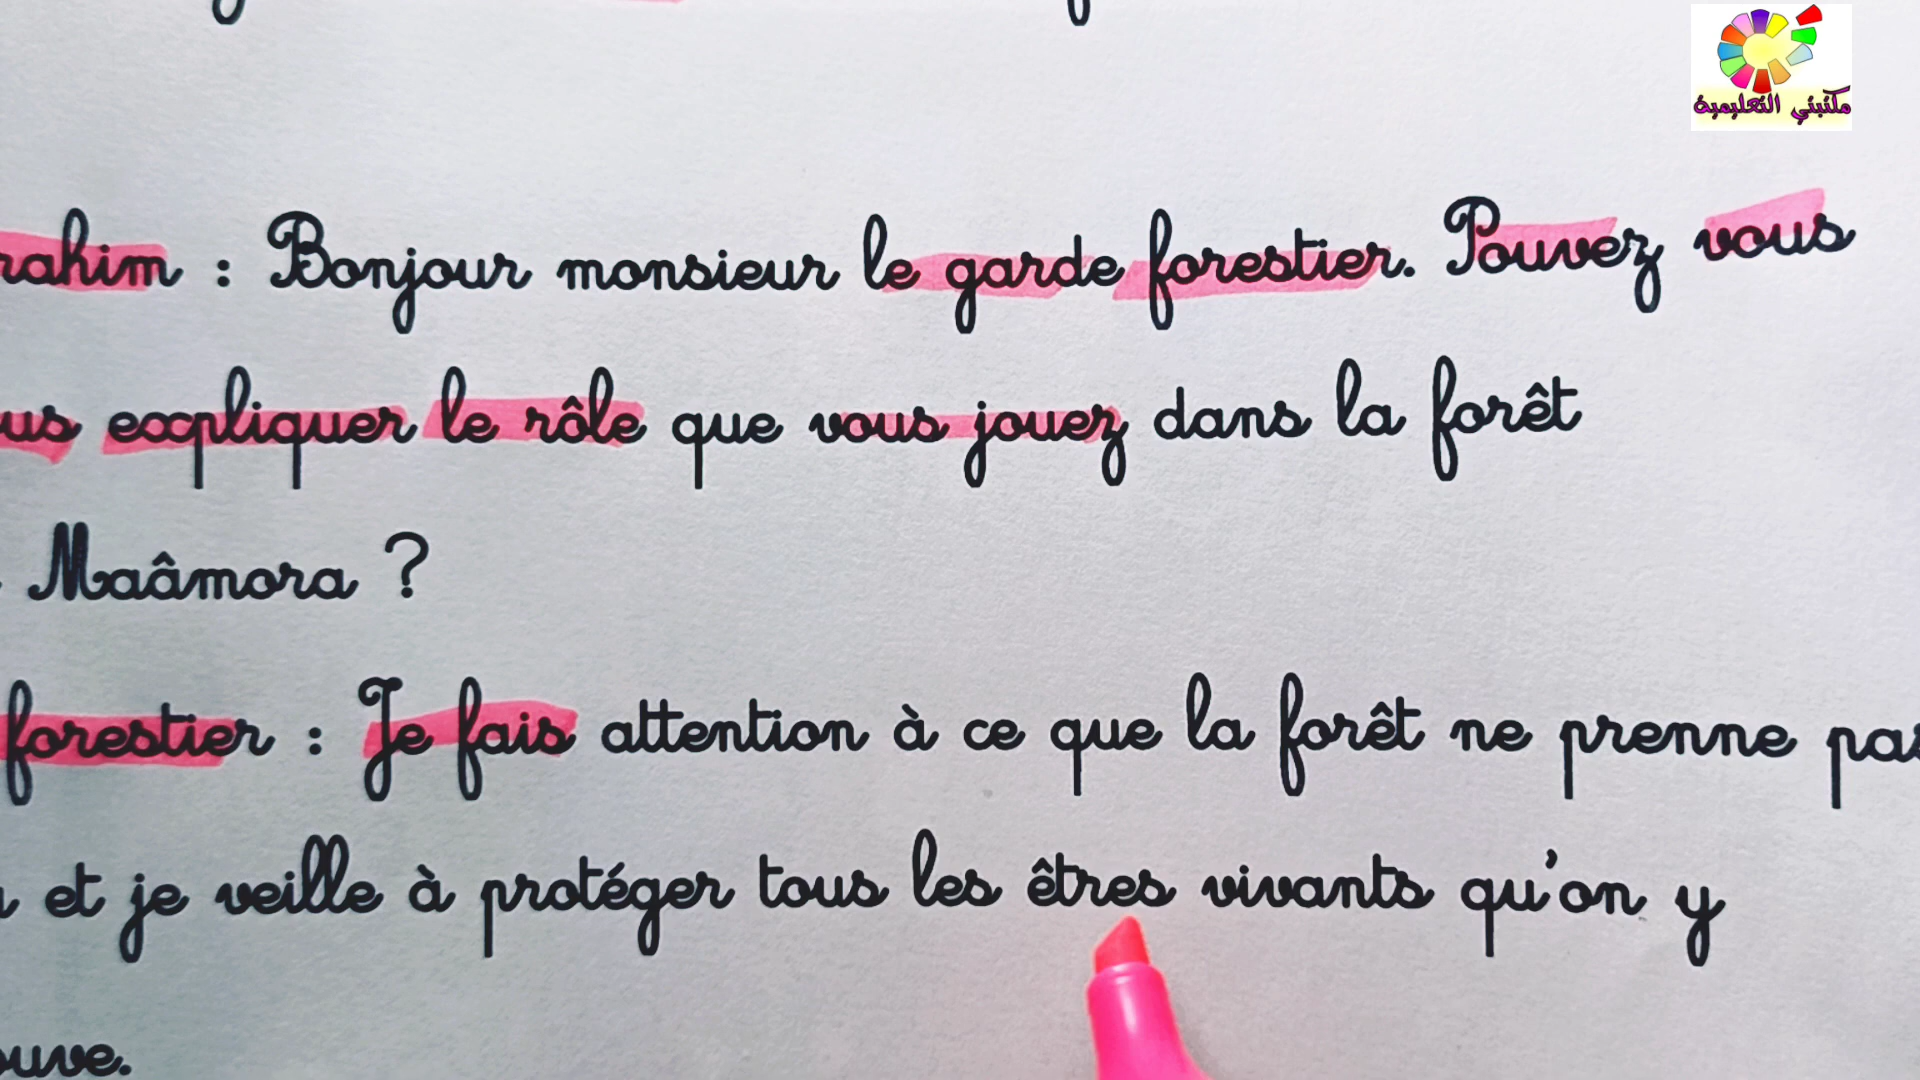 مكتبتي التعليمية
rahim : Bonjour monsieur le garde forestier. Pouvez vous
us expliquer le rôle que vous jouez dans la forêt
Maâmora ?
forestier : Je fais attention à ce que la forêt ne prenne pas
et je veille à protéger tous les êtres vivants qu'on y
ouve.